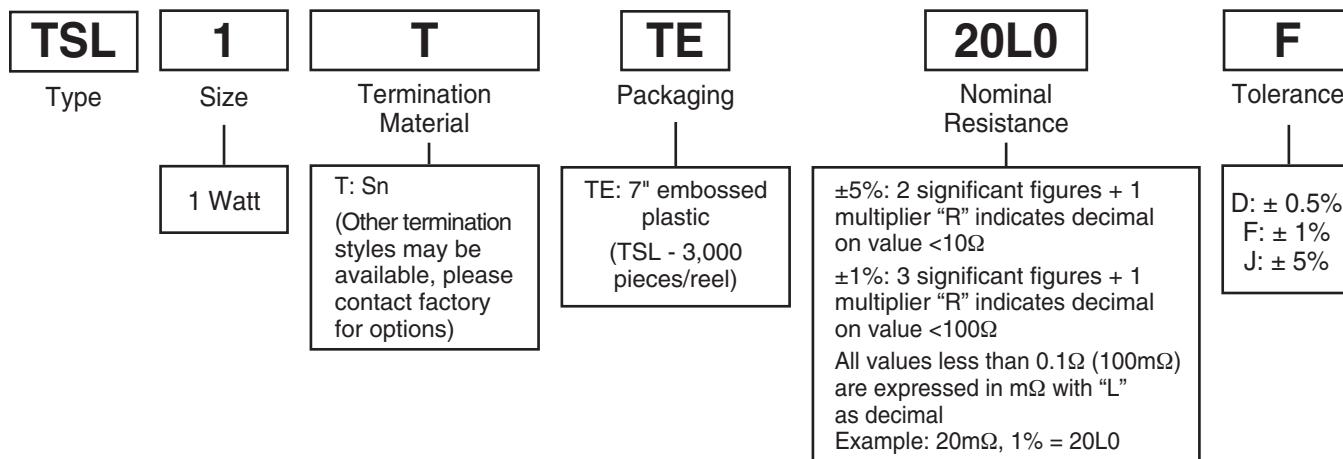 TSL 1 T TE 20L0 F
Type Size Termination Material Packaging Nominal Resistance Tolerance
1 Watt
T: Sn
(Other termination
styles may be
available, please
contact factory
for options)
TE: 7" embossed
plastic
(TSL - 3,000
pieces/reel)
±5%: 2 significant figures + 1
multiplier “R” indicates decimal
on value <10Ω
±1%: 3 significant figures + 1
multiplier “R” indicates decimal
on value <100Ω
All values less than 0.1Ω (100mΩ)
are expressed in mΩ with “L”
as decimal
Example: 20mΩ, 1% = 20L0
D: ± 0.5%
F: ± 1%
J: ± 5%